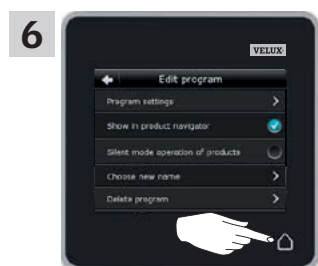 6
VELUX
Edit program
Program settings
Show in product navigator
Silent mode operation of products
Choose new name
Delete program